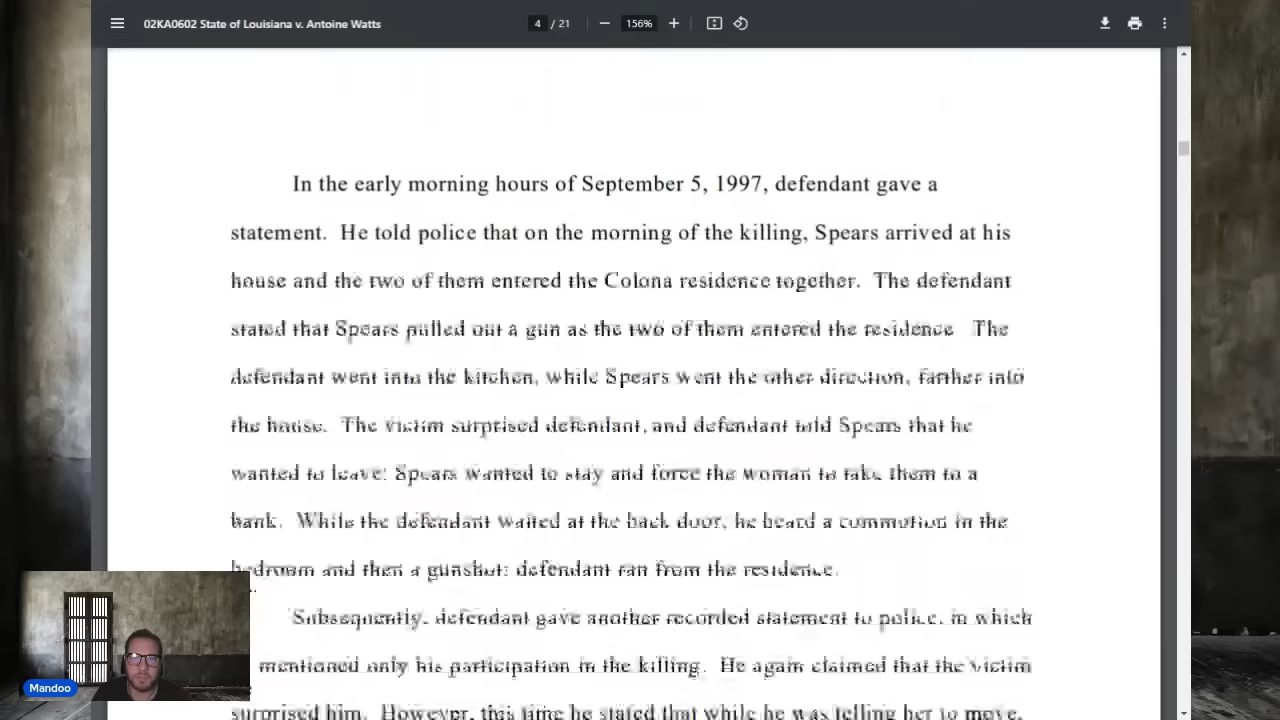 02KA0602 State of Louisiana v. Antoine Watts
4 / 21
156%
In the early morning hours of September 5, 1997, defendant gave a
statement. He told police that on the morning of the killing, Spears arrived at his
house and the two of them entered the Colona residence together. The defendant
stated that Spears pulled out a gun as the two of them entered the residence. The
defendant went into the kitchen, while Spears went the other direction, farther into
the house. The victim surprised defendant, and defendant told Spears that he
wanted to leave; Spears wanted to stay and force the woman to take them to a
bank. While the defendant waited at the back door, he heard a commotion in the
bedroom and then a gunshot; defendant ran from the residence.
Subsequently, defendant gave another recorded statement to police, in which
mentioned only his participation in the killing. He again claimed that the victim
surprised him. However, this time he stated that while he was telling her to move,
Mandoo